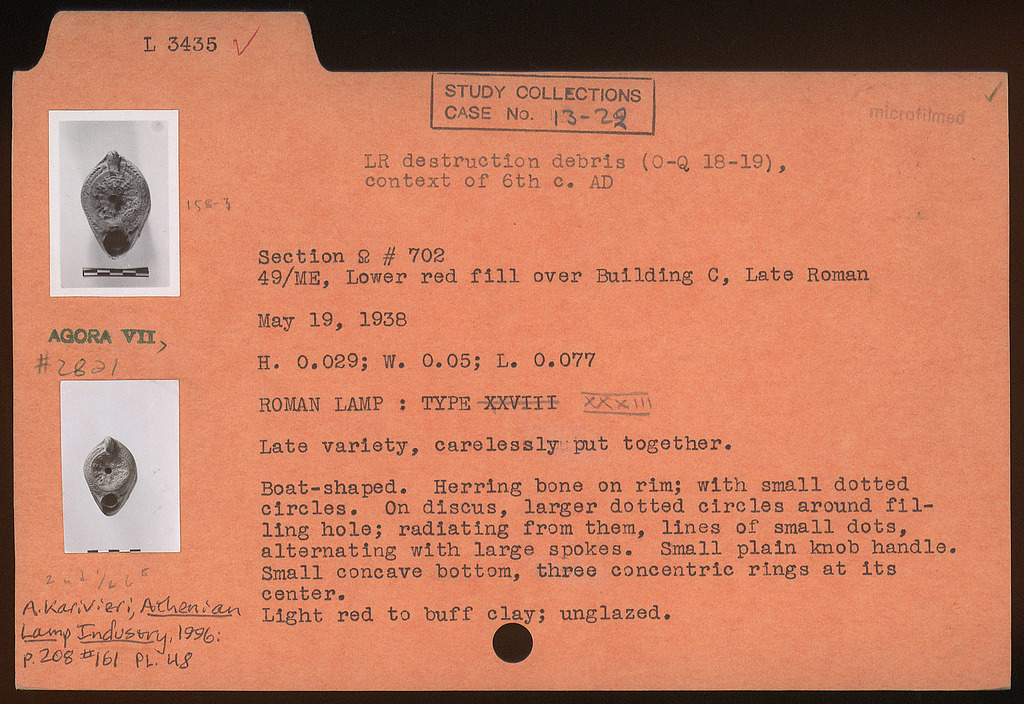 L 3435 ✓
STUDY COLLECTIONS
CASE No. 13-22
microfilmed
LR destruction debris (O-Q 18-19),
context of 6th c. AD
158-3
Section Ω # 702
49/ME, Lower red fill over Building C, Late Roman
May 19, 1938
AGORA VII,
#2821
H. 0.029; W. 0.05; L. 0.077
ROMAN LAMP : TYPE XXVIII XXXIII
Late variety, carelessly put together.
Boat-shaped. Herring bone on rim; with small dotted
circles. On discus, larger dotted circles around fil-
ling hole; radiating from them, lines of small dots,
alternating with large spokes. Small plain knob handle.
Small concave bottom, three concentric rings at its
center.
Light red to buff clay; unglazed.
2nd 1/2 6
A. Karivieri, Athenian
Lamp Industry, 1996:
p. 208 #161 PL. 48